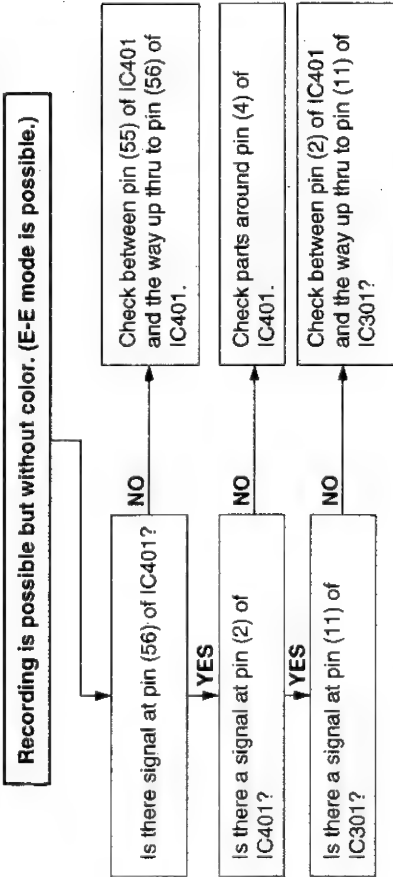 Recording is possible but without color. (E-E mode is possible.)
Is there signal at pin (56) of IC401?
NO
Check between pin (55) of IC401
and the way up thru to pin (56) of
IC401.
YES
Is there a signal at pin (2) of
IC401?
NO
Check parts around pin (4) of
IC401.
YES
Is there a signal at pin (11) of
IC301?
NO
Check between pin (2) of IC401
and the way up thru to pin (11) of
IC301?